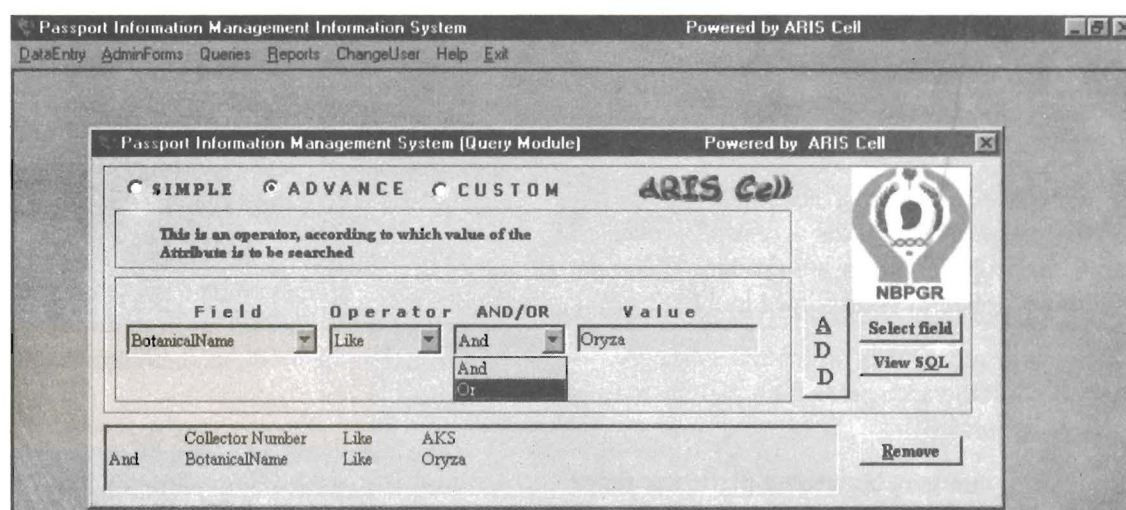 Passport Information Management Information System Powered by ARIS Cell
DataEntry AdminForms Queries Reports ChangeUser Help Exit
Passport Information Management System [Query Module] Powered by ARIS Cell
SIMPLE ADVANCE CUSTOM ARIS Cell
This is an operator, according to which value of the
Attribute is to be searched
NBPGR
Field Operator AND/OR Value
BotanicalName Like And Oryza
And
Or
ADD
Select field
View SQL
Collector Number Like AKS
And BotanicalName Like Oryza
Remove